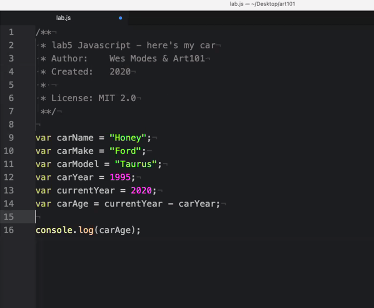 lab.js — ~/Desktop/art101
lab.js
1 /**
2 * lab5 Javascript - here's my car
3 * Author: Wes Modes & Art101
4 * Created: 2020
5 *
6 * License: MIT 2.0
7 **/
8
9 var carName = "Honey";
10 var carMake = "Ford";
11 var carModel = "Taurus";
12 var carYear = 1995;
13 var currentYear = 2020;
14 var carAge = currentYear - carYear;
15
16 console.log(carAge);